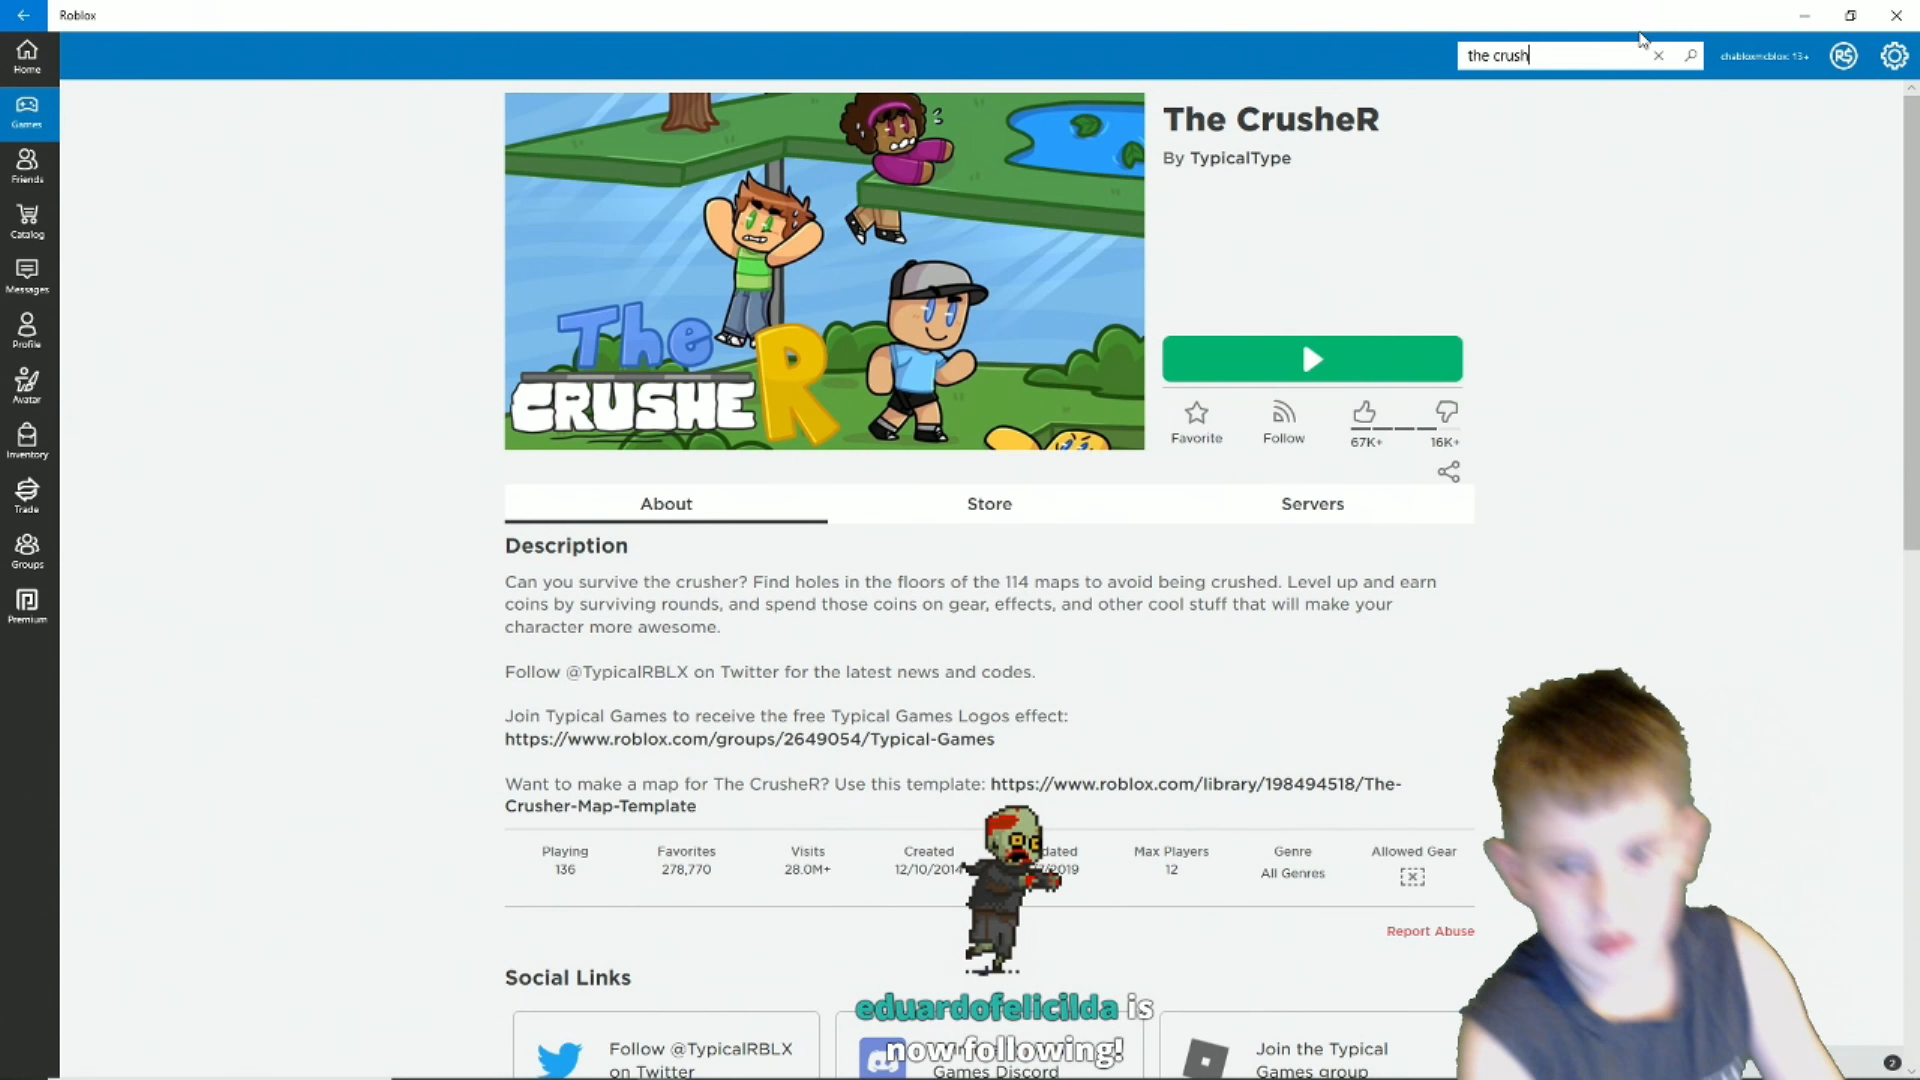 Roblox
the crush
chabloxmcblox: 13+
Home
Games
Friends
Catalog
Messages
Profile
Avatar
Inventory
Trade
Groups
Premium
The CRUSHER
The CrusheR
By TypicalType
Favorite
Follow
67K+
16K+
About
Store
Servers
Description
Can you survive the crusher? Find holes in the floors of the 114 maps to avoid being crushed. Level up and earn
coins by surviving rounds, and spend those coins on gear, effects, and other cool stuff that will make your
character more awesome.
Follow @TypicalRBLX on Twitter for the latest news and codes.
Join Typical Games to receive the free Typical Games Logos effect:
https://www.roblox.com/groups/2649054/Typical-Games
Want to make a map for The CrusheR? Use this template: https://www.roblox.com/library/198494518/The-
Crusher-Map-Template
Playing
Favorites
Visits
Created
Max Players
Genre
Allowed Gear
136
278,770
28.0M+
12/10/2014
12
All Genres
Report Abuse
Social Links
eduardofelicilda is
now following!
Follow @TypicalRBLX
on Twitter
Games Discord
Join the Typical
Games group
2